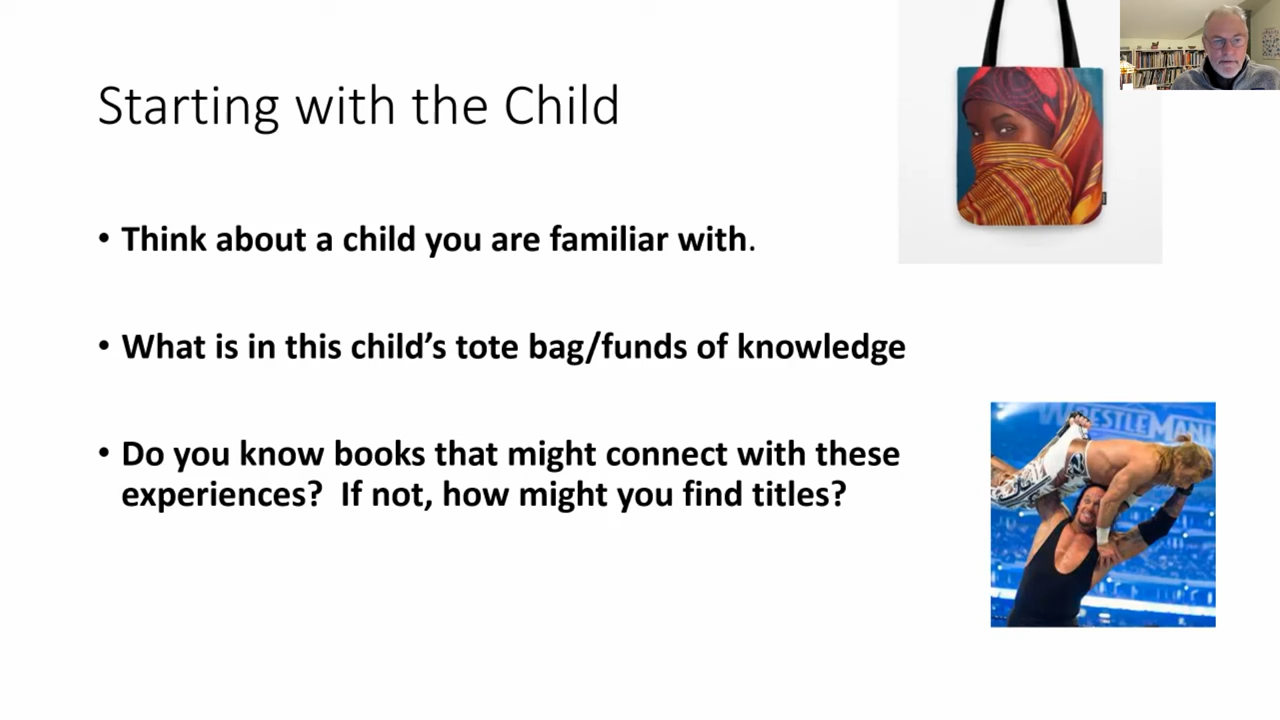 Starting with the Child
• Think about a child you are familiar with.
• What is in this child’s tote bag/funds of knowledge
• Do you know books that might connect with these
experiences?  If not, how might you find titles?
WRESTLEMANI